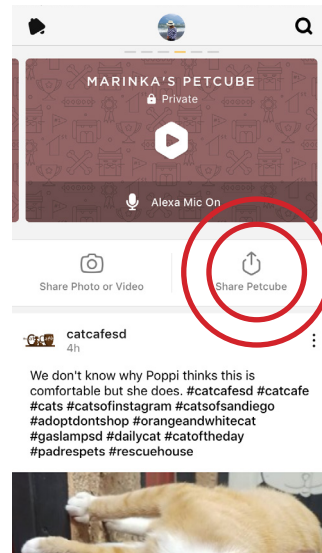 MARINKA'S PETCUBE
Private
Alexa Mic On
Share Photo or Video
Share Petcube
catcafesd
4h
We don't know why Poppi thinks this is
comfortable but she does. #catcafesd #catcafe
#cats #catsofinstagram #catsofsandiego
#adoptdontshop #orangeandwhitecat
#gaslampsd #dailycat #catoftheday
#padrespets #rescuehouse